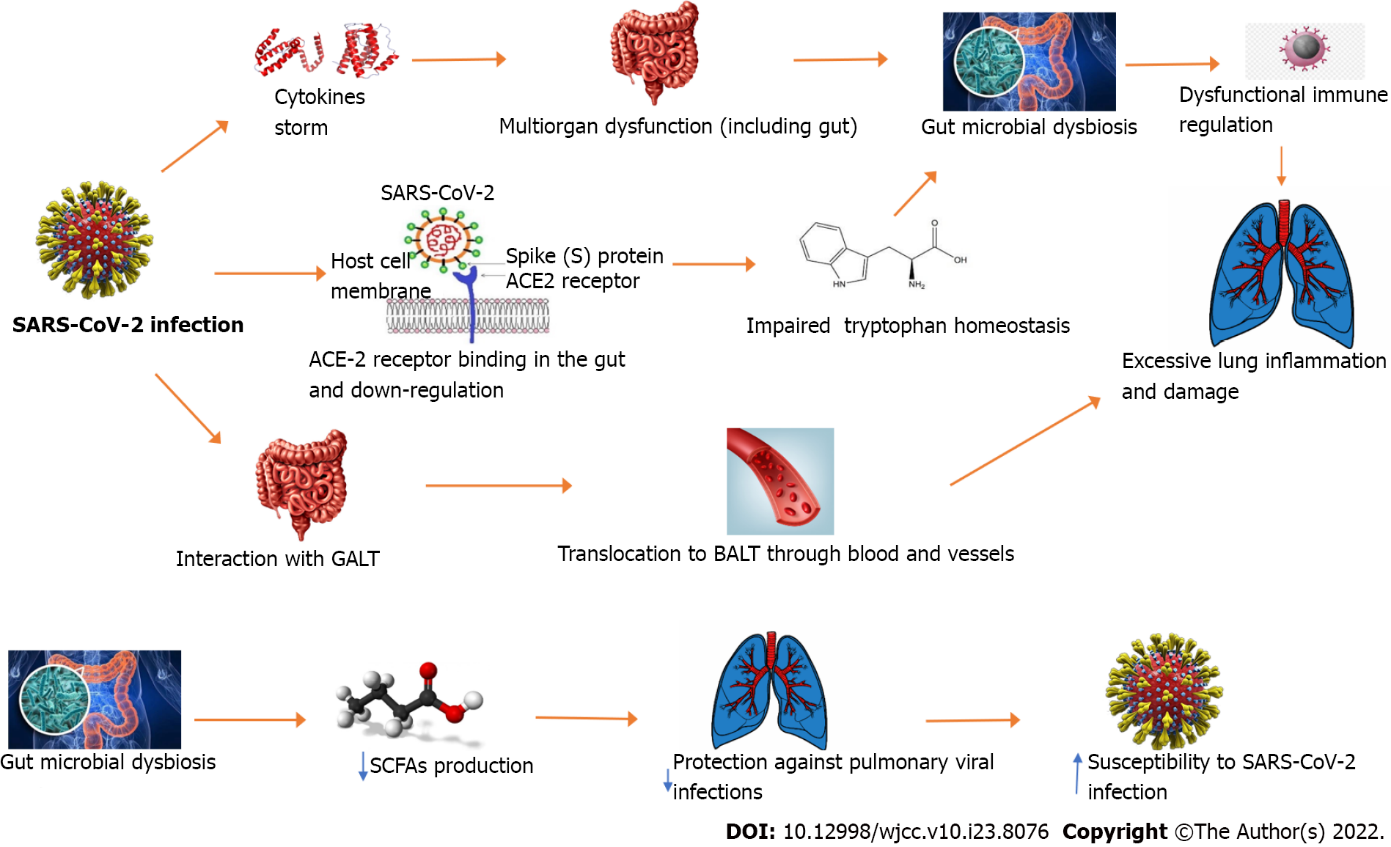 Cytokines
storm
Multiorgan dysfunction (including gut)
Gut microbial dysbiosis
Dysfunctional immune
regulation
SARS-CoV-2 infection
SARS-CoV-2
Host cell
membrane
Spike (S) protein
ACE2 receptor
ACE-2 receptor binding in the gut
and down-regulation
O
OH
NH₂
HN
Impaired tryptophan homeostasis
Excessive lung inflammation
and damage
Interaction with GALT
Translocation to BALT through blood and vessels
Gut microbial dysbiosis
↓ SCFAs production
Protection against pulmonary viral
↓ infections
↑ Susceptibility to SARS-CoV-2
infection
DOI: 10.12998/wjcc.v10.i23.8076 Copyright ©The Author(s) 2022.